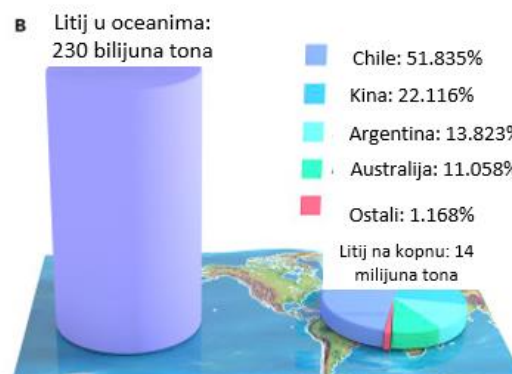 B
Litij u oceanima:
230 bilijuna tona
Chile: 51.835%
Kina: 22.116%
Argentina: 13.823%
Australija: 11.058%
Ostali: 1.168%
Litij na kopnu: 14
milijuna tona